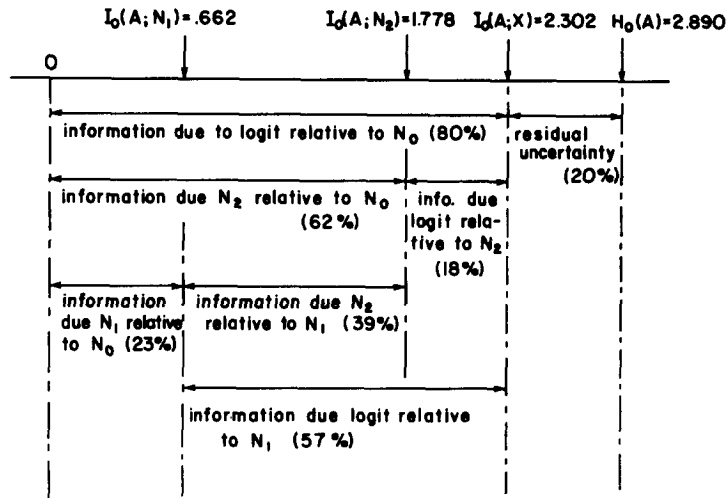 I₀(A;N₁)=.662 I₀(A;N₂)=1.778 I₀(A;X)=2.302 H₀(A)=2.890
0
information due to logit relative to N₀ (80%)
residual
uncertainty
(20%)
information due N₂ relative to N₀
(62%)
info. due
logit rela-
tive to N₂
(18%)
information
due N₁ relative
to N₀ (23%)
information due N₂
relative to N₁ (39%)
information due logit relative
to N₁ (57%)